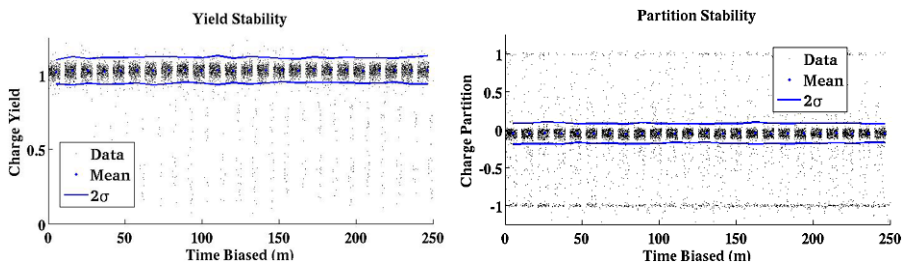 Yield Stability
Charge Yield
1
0.5
0
Data
Mean
2σ
0 50 100 150 200 250
Time Biased (m)
Partition Stability
Charge Partition
1
0.5
0
-0.5
-1
Data
Mean
2σ
0 50 100 150 200 250
Time Biased (m)